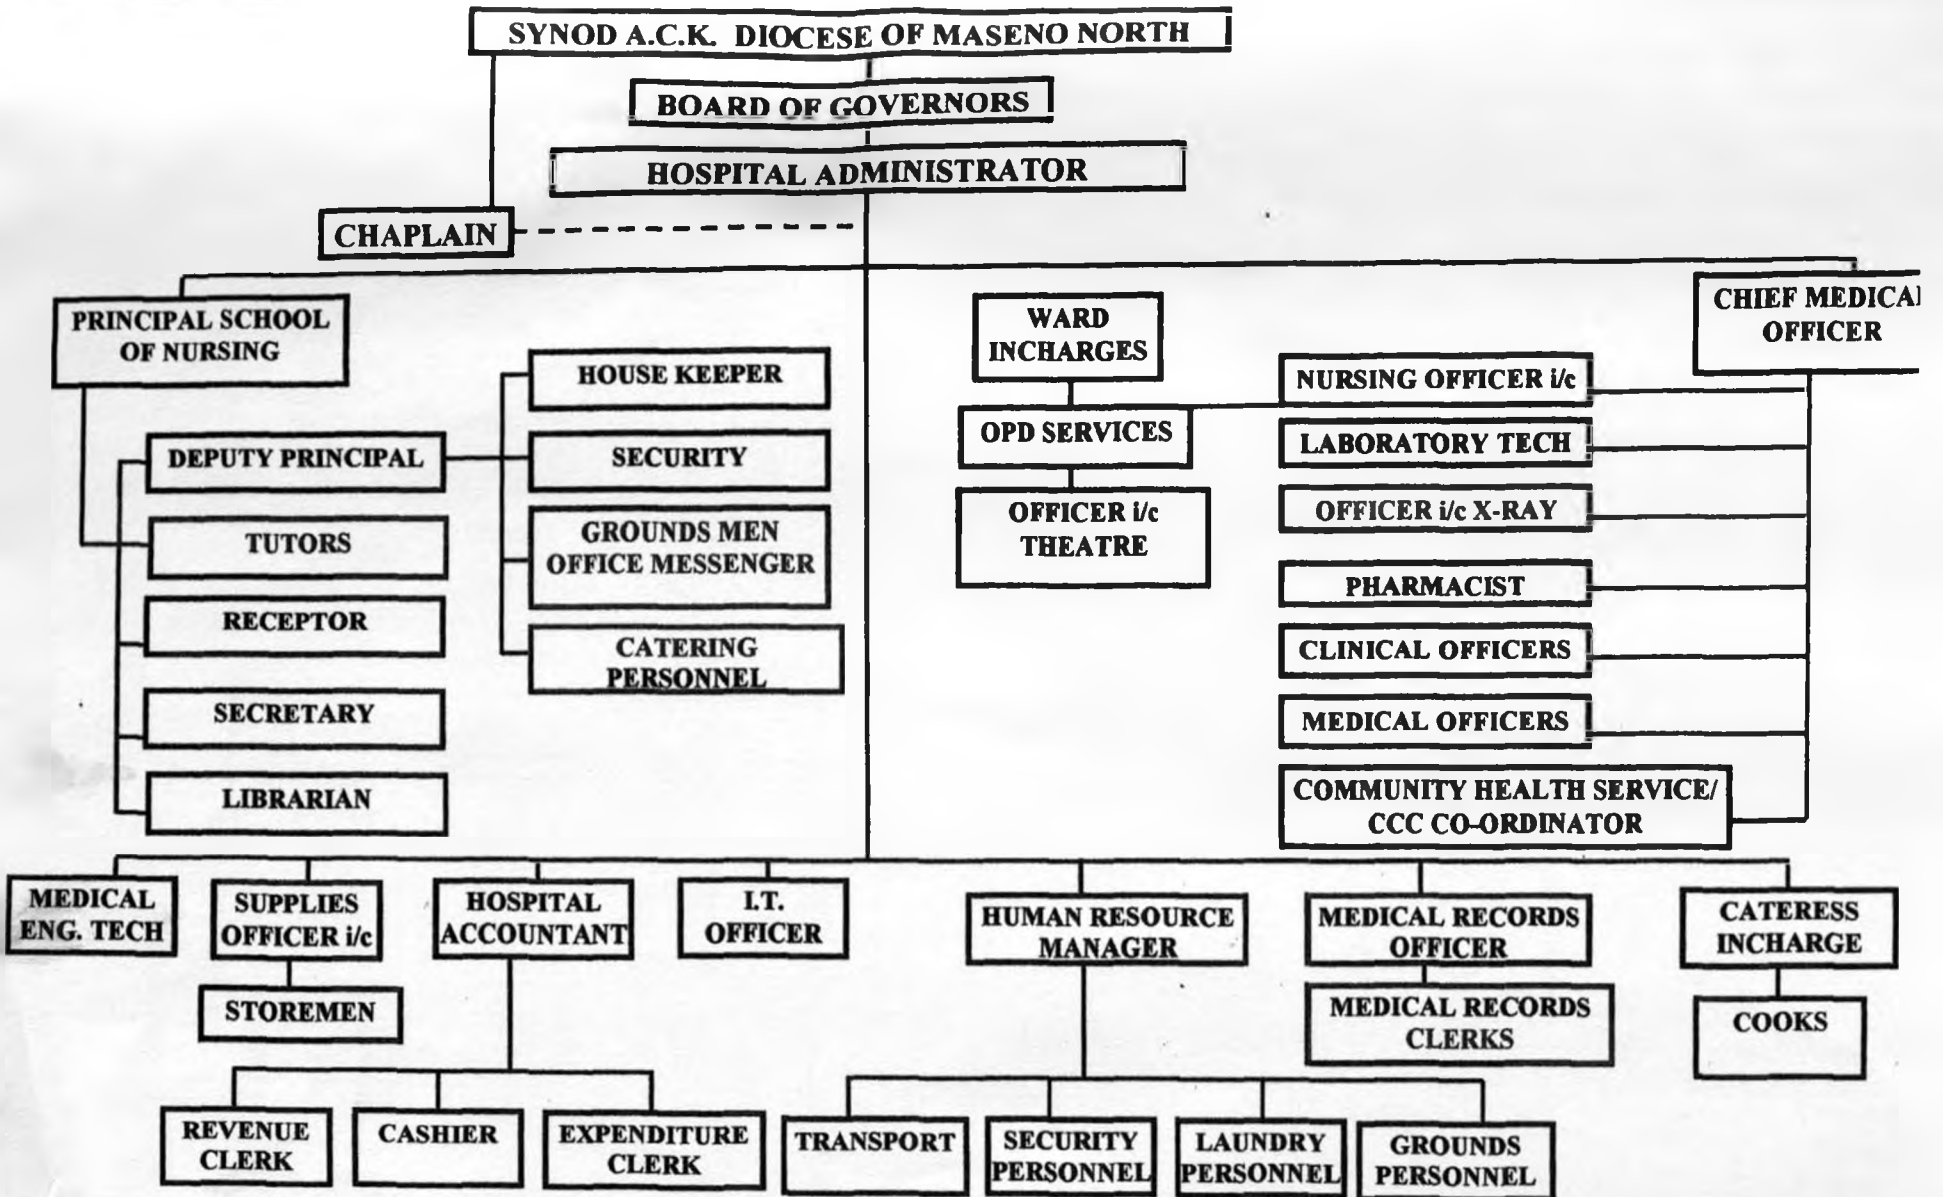 SYNOD A.C.K. DIOCESE OF MASENO NORTH
BOARD OF GOVERNORS
HOSPITAL ADMINISTRATOR
CHAPLAIN
PRINCIPAL SCHOOL
OF NURSING
DEPUTY PRINCIPAL
TUTORS
RECEPTOR
SECRETARY
LIBRARIAN
HOUSE KEEPER
SECURITY
GROUNDS MEN
OFFICE MESSENGER
CATERING
PERSONNEL
WARD
INCHARGES
OPD SERVICES
OFFICER i/c
THEATRE
CHIEF MEDICAL
OFFICER
NURSING OFFICER i/c
LABORATORY TECH
OFFICER i/c X-RAY
PHARMACIST
CLINICAL OFFICERS
MEDICAL OFFICERS
COMMUNITY HEALTH SERVICE/
CCC CO-ORDINATOR
MEDICAL
ENG. TECH
SUPPLIES
OFFICER i/c
STOREMEN
HOSPITAL
ACCOUNTANT
REVENUE
CLERK
CASHIER
EXPENDITURE
CLERK
I.T.
OFFICER
HUMAN RESOURCE
MANAGER
TRANSPORT
SECURITY
PERSONNEL
LAUNDRY
PERSONNEL
GROUNDS
PERSONNEL
MEDICAL RECORDS
OFFICER
MEDICAL RECORDS
CLERKS
CATERESS
INCHARGE
COOKS